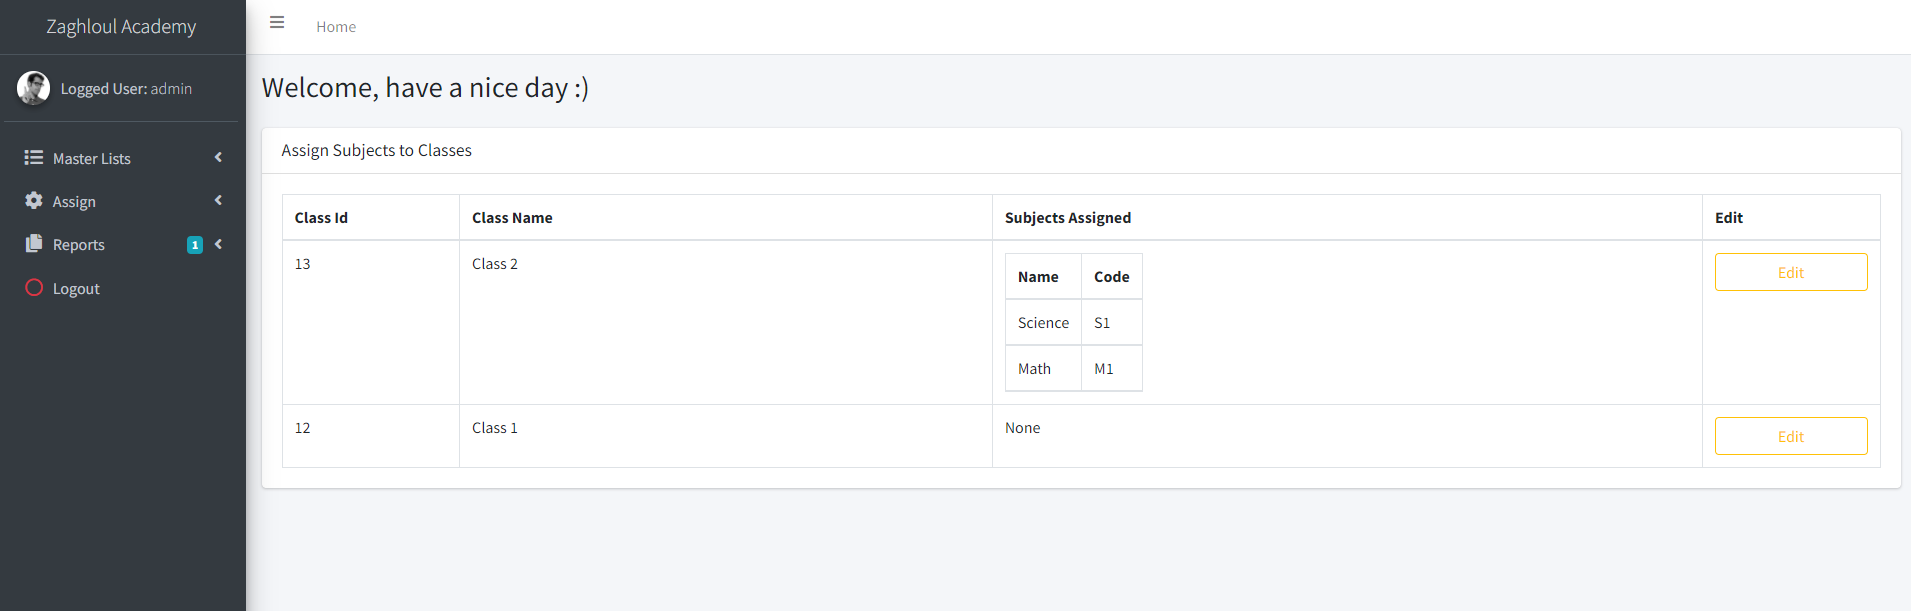 Zaghloul Academy
Home
Logged User: admin
Master Lists
Assign
Reports 1
Logout
Welcome, have a nice day :)
Assign Subjects to Classes
Class Id Class Name Subjects Assigned Edit
13 Class 2 Edit
Name Code
Science S1
Math M1
12 Class 1 None Edit